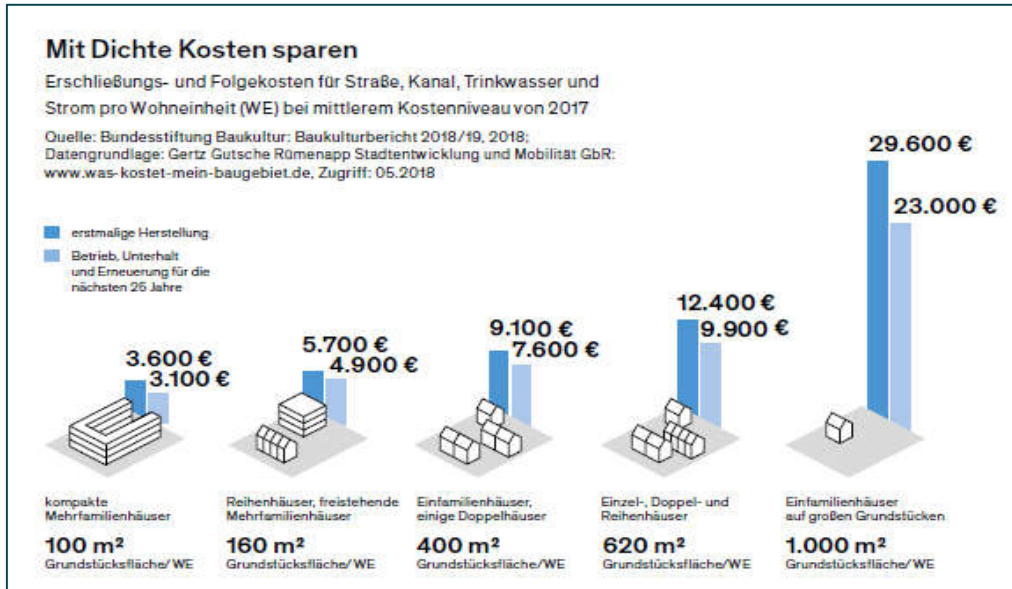 Mit Dichte Kosten sparen
Erschließungs- und Folgekosten für Straße, Kanal, Trinkwasser und
Strom pro Wohneinheit (WE) bei mittlerem Kostenniveau von 2017
Quelle: Bundesstiftung Baukultur: Baukulturbericht 2018/19, 2018;
Datengrundlage: Gertz Gutsche Rümenapp Stadtentwicklung und Mobilität GbR:
www.was-kostet-mein-baugebiet.de, Zugriff: 05.2018
erstmalige Herstellung
Betrieb, Unterhalt
und Erneuerung für die
nächsten 25 Jahre
3.600 €
3.100 €
5.700 €
4.900 €
9.100 €
7.600 €
12.400 €
9.900 €
29.600 €
23.000 €
kompakte
Mehrfamilienhäuser
100 m²
Grundstücksfläche/WE
Reihenhäuser, freistehende
Mehrfamilienhäuser
160 m²
Grundstücksfläche/WE
Einfamilienhäuser,
einige Doppelhäuser
400 m²
Grundstücksfläche/WE
Einzel-, Doppel- und
Reihenhäuser
620 m²
Grundstücksfläche/WE
Einfamilienhäuser
auf großen Grundstücken
1.000 m²
Grundstücksfläche/WE